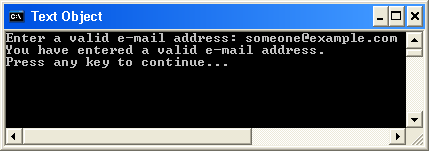 Text Object
Enter a valid e-mail address: someone@example.com
You have entered a valid e-mail address.
Press any key to continue...